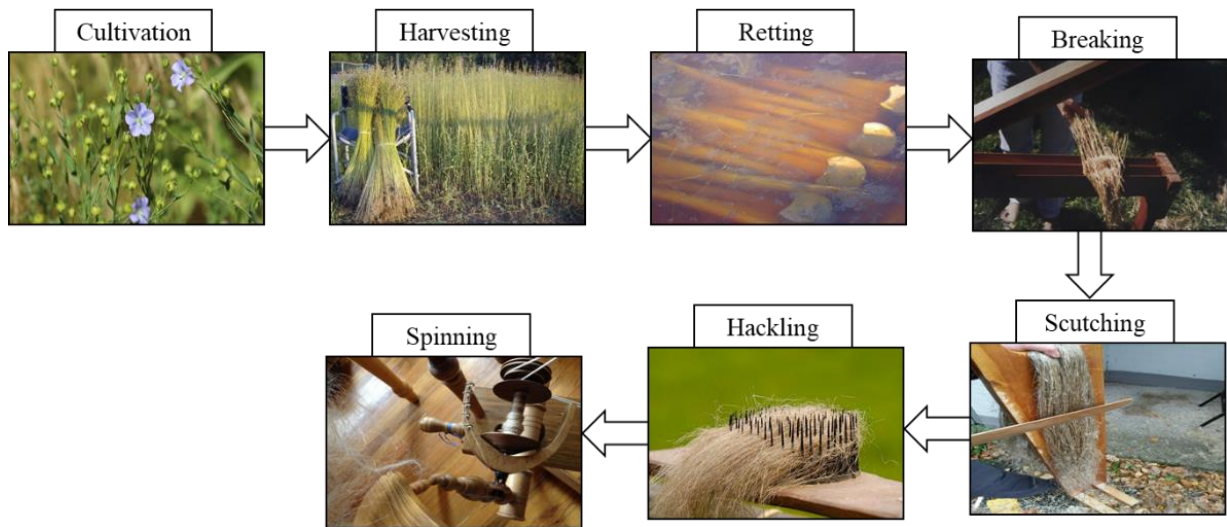 Cultivation
Harvesting
Retting
Breaking
Scutching
Hackling
Spinning